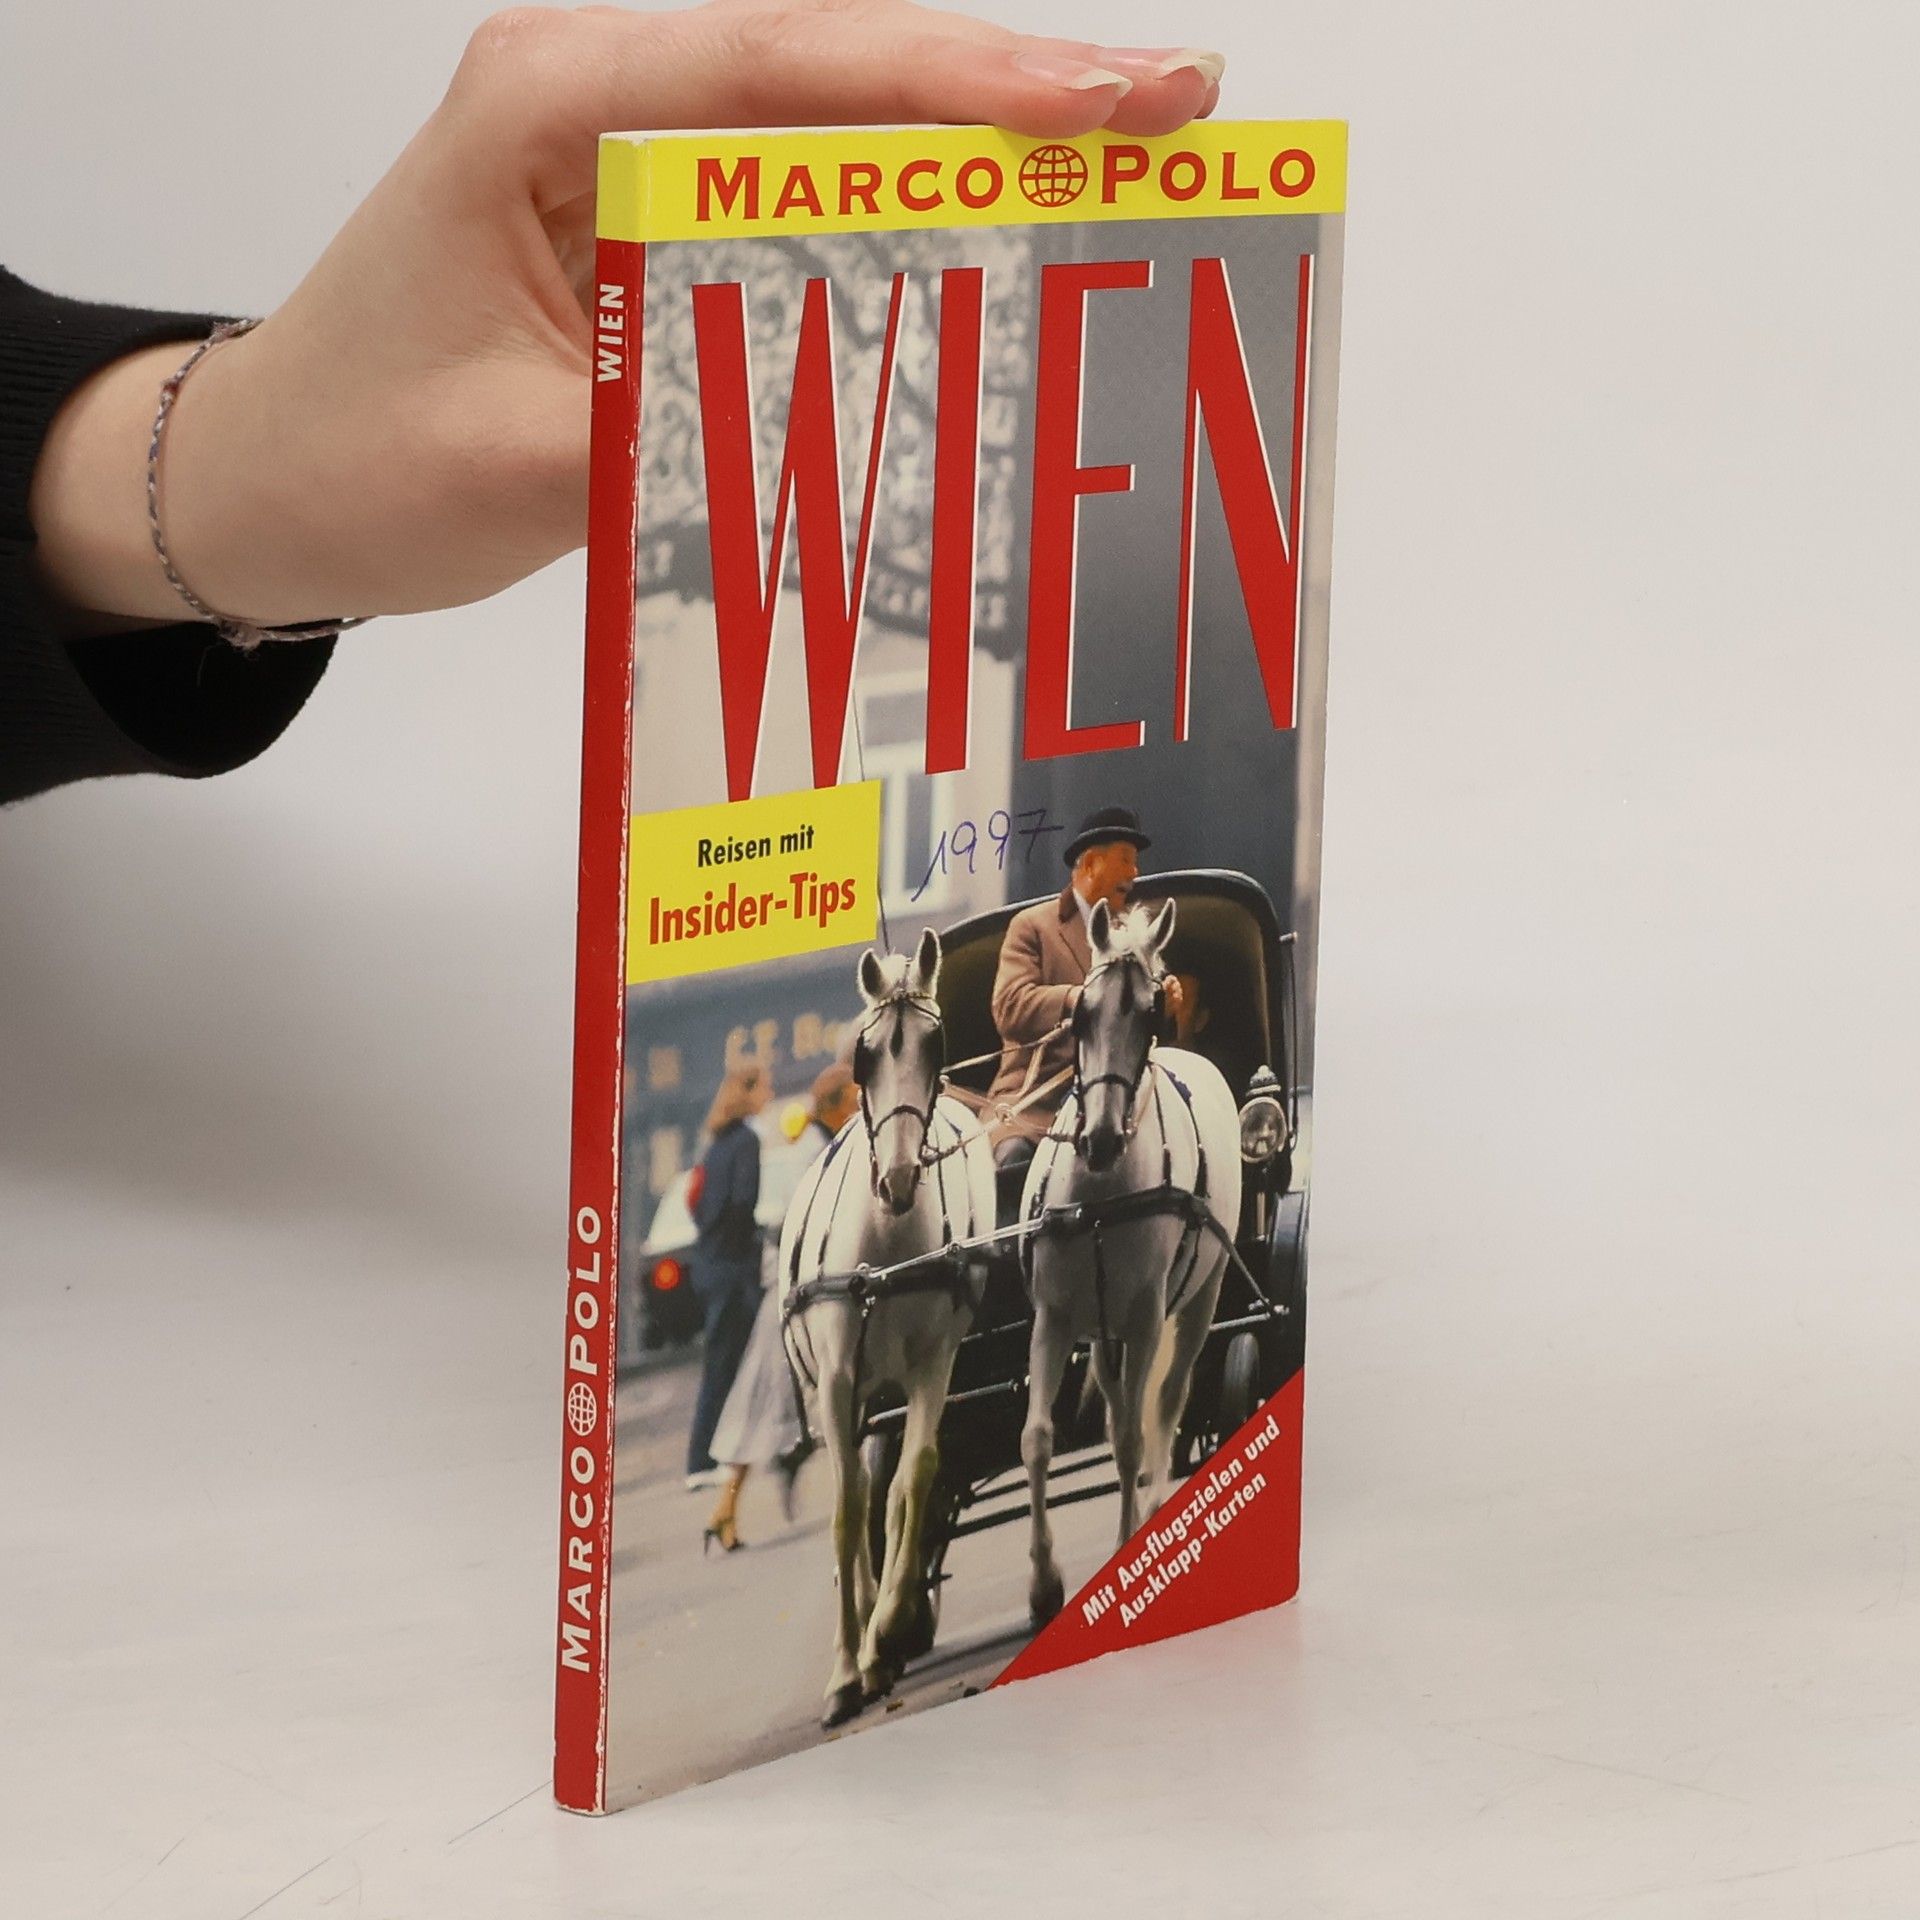 MARCO POLO
WIEN
1997
Reisen mit
Insider-Tips
Mit Ausflugszielen und
Ausklapp-Karten
WIEN
MARCO POLO